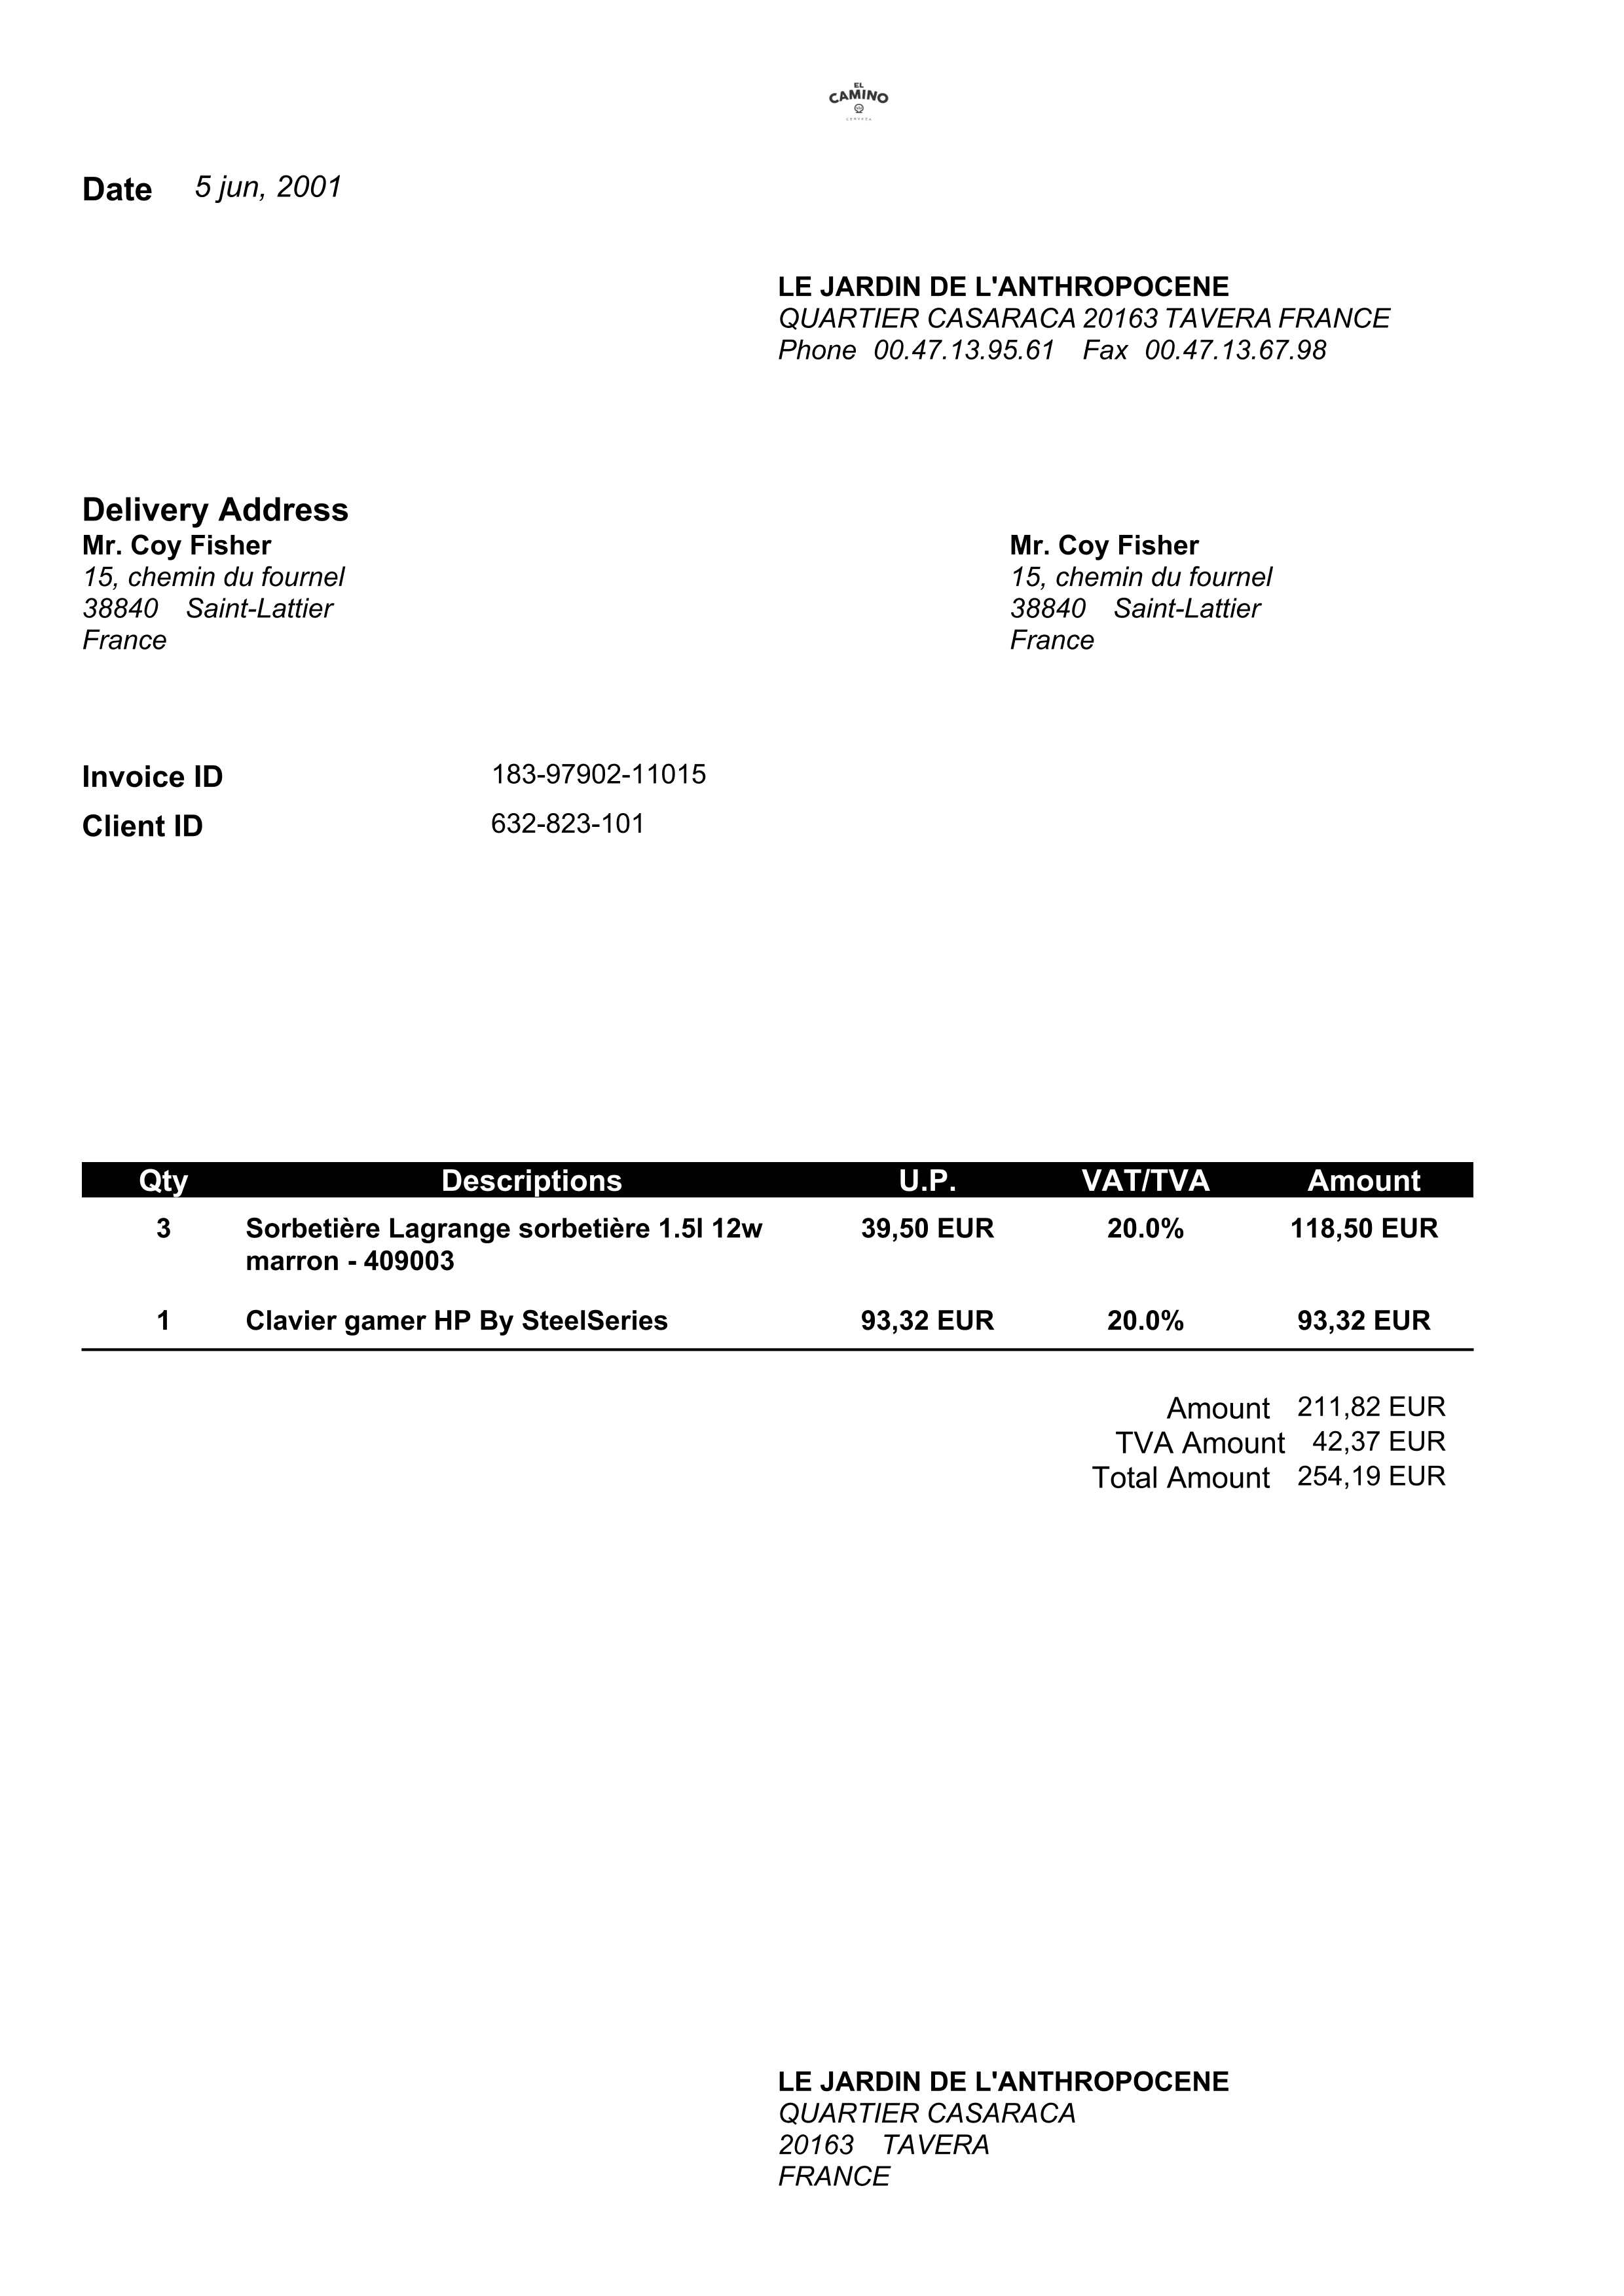 EL
CAMINO
CERVEZA
Date 5 jun, 2001
LE JARDIN DE L'ANTHROPOCENE
QUARTIER CASARACA 20163 TAVERA FRANCE
Phone 00.47.13.95.61 Fax 00.47.13.67.98
Delivery Address
Mr. Coy Fisher
15, chemin du fournel
38840 Saint-Lattier
France
Mr. Coy Fisher
15, chemin du fournel
38840 Saint-Lattier
France
Invoice ID 183-97902-11015
Client ID 632-823-101
Qty Descriptions U.P. VAT/TVA Amount
3 Sorbetière Lagrange sorbetière 1.5l 12w 39,50 EUR 20.0% 118,50 EUR
marron - 409003
1 Clavier gamer HP By SteelSeries 93,32 EUR 20.0% 93,32 EUR
Amount 211,82 EUR
TVA Amount 42,37 EUR
Total Amount 254,19 EUR
LE JARDIN DE L'ANTHROPOCENE
QUARTIER CASARACA
20163 TAVERA
FRANCE